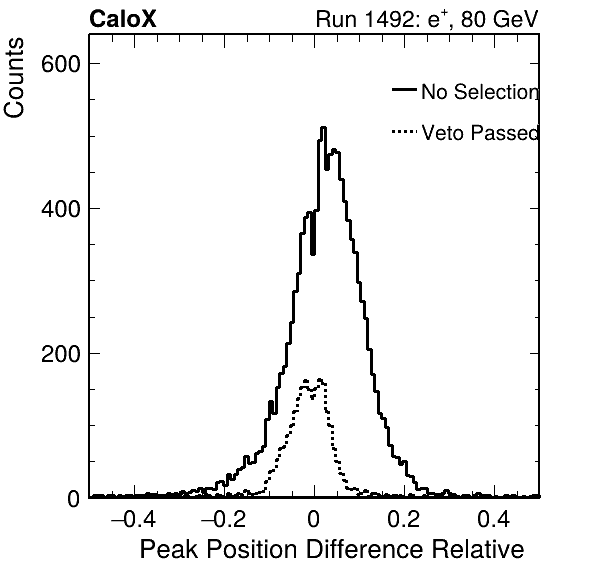 CaloX Run 1492: e+, 80 GeV
Counts
600
400
200
0
No Selection
Veto Passed
−0.4 −0.2 0 0.2 0.4
Peak Position Difference Relative